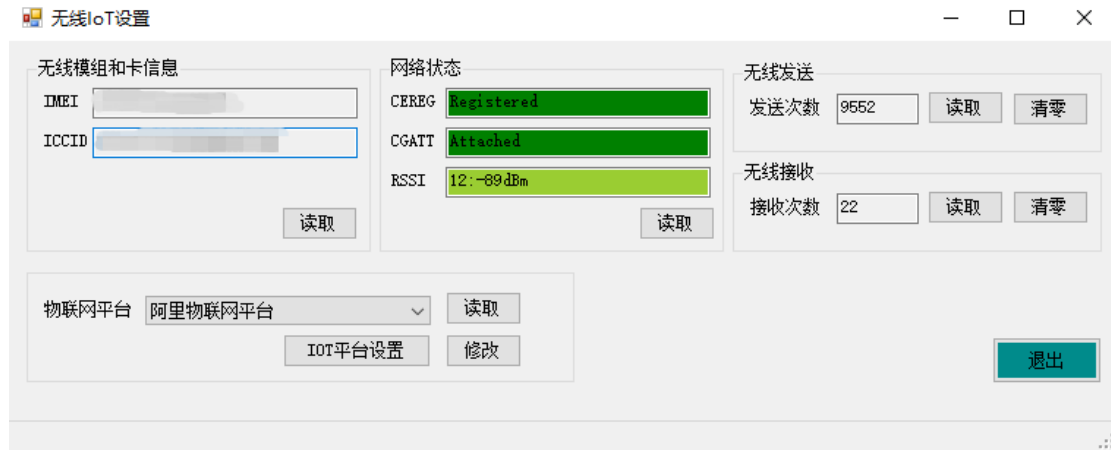 无线IoT设置
无线模组和卡信息
IMEI
ICCID
读取
网络状态
CEREG Registered
CGATT Attached
RSSI 12:-89dBm
读取
无线发送
发送次数 9552 读取 清零
无线接收
接收次数 22 读取 清零
物联网平台 阿里物联网平台 读取
IOT平台设置 修改
退出